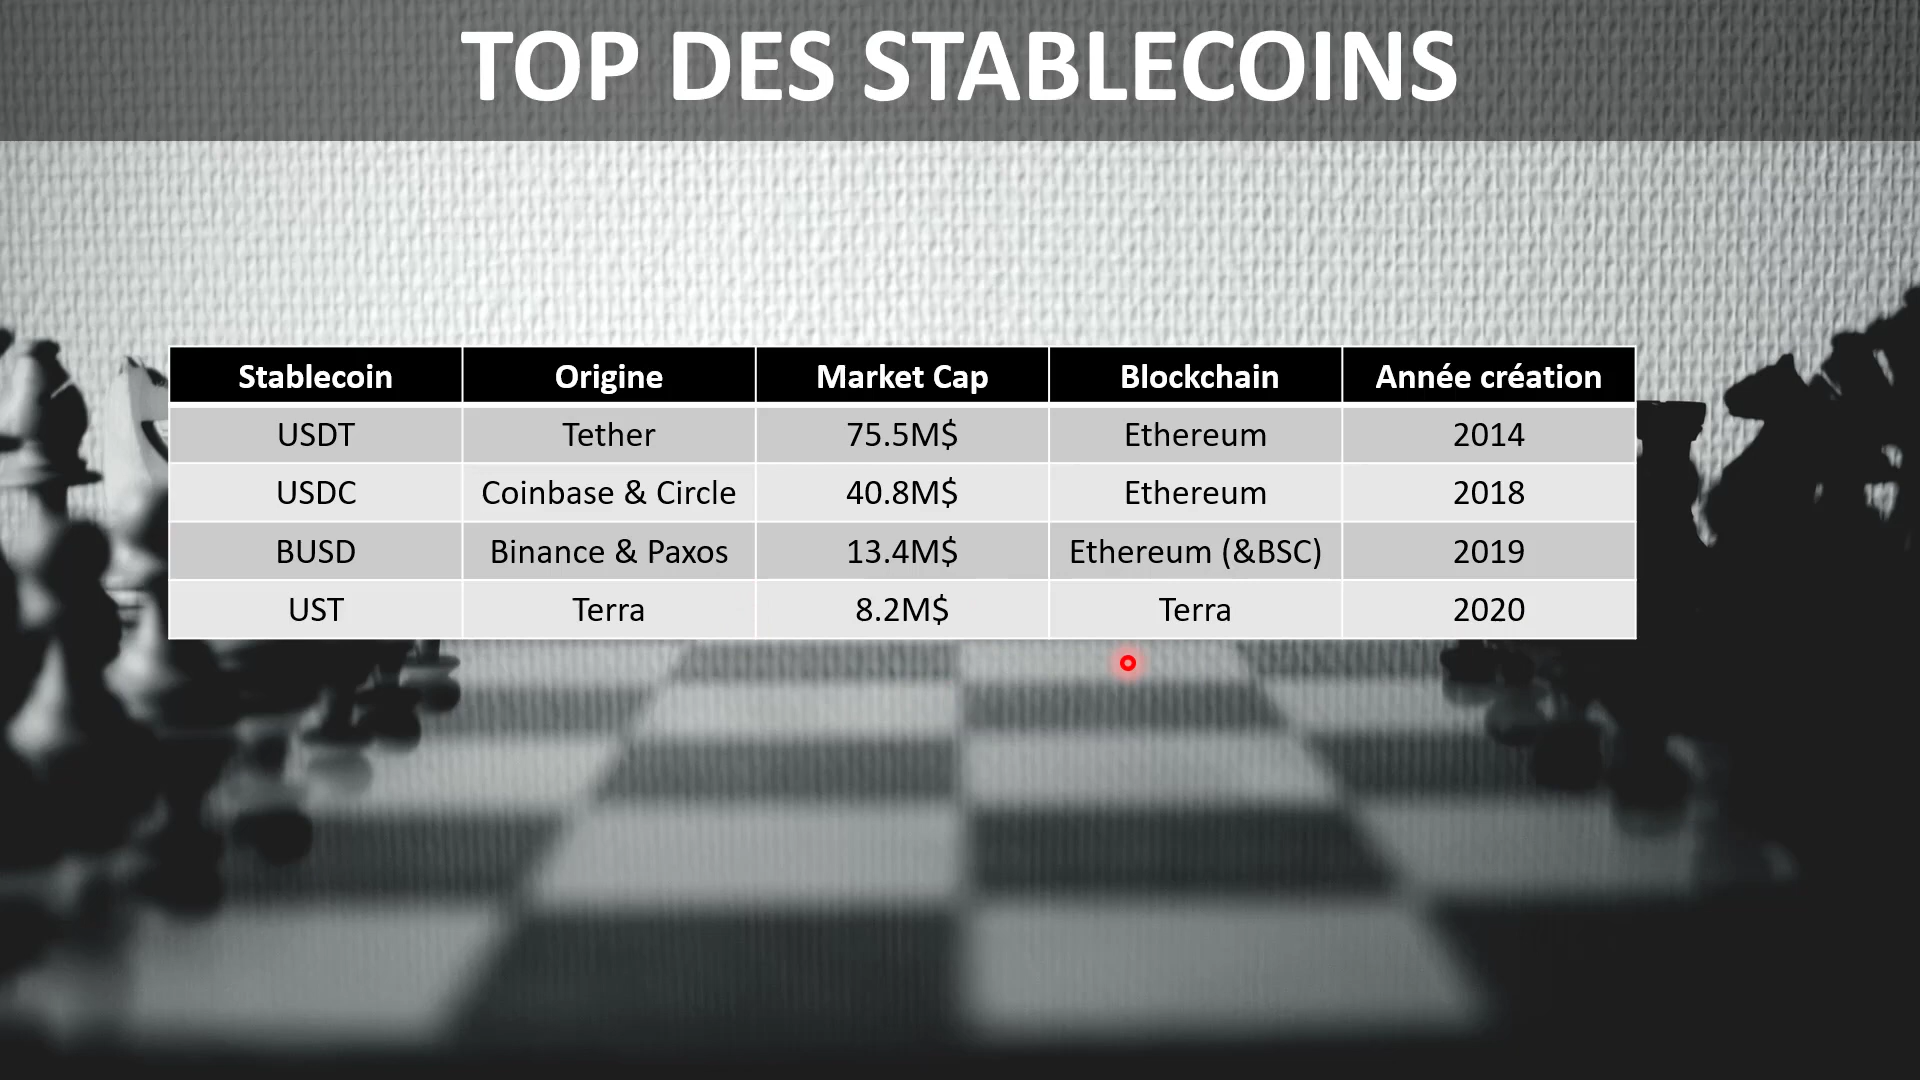 TOP DES STABLECOINS
Stablecoin Origine Market Cap Blockchain Année création
USDT Tether 75.5M$ Ethereum 2014
USDC Coinbase & Circle 40.8M$ Ethereum 2018
BUSD Binance & Paxos 13.4M$ Ethereum (&BSC) 2019
UST Terra 8.2M$ Terra 2020